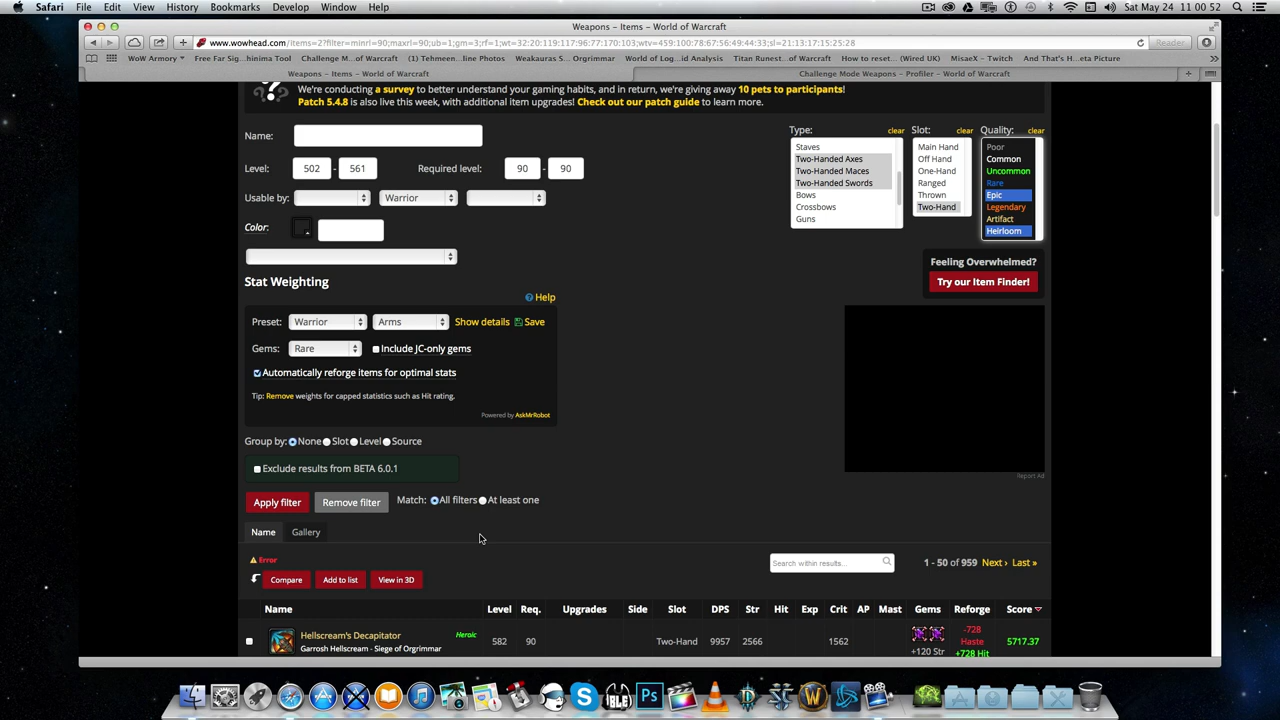 Safari File Edit View History Bookmarks Develop Window Help Sat May 24 11 00 52
Weapons – Items – World of Warcraft
www.wowhead.com/items=2?filter=minrl=90;maxrl=90;ub=1;gm=3;rf=1;wt=32:20:119:117:96:77:170:103;wtv=459:100:78:67:56:49:44:33;sl=21:13:17:15:25:28 Reader
WoW Armory Free Far Sig...hinima Tool Challenge M...of Warcraft (1) Tehmeen...line Photos Weakauras S... Orgrimmar World of Log...id Analysis Titan Runest...of Warcraft How to reset... (Wired UK) MisaeX – Twitch And That's H...eta Picture
Weapons – Items – World of Warcraft Challenge Mode Weapons – Profiler – World of Warcraft
We're conducting a survey to better understand your gaming habits, and in return, we're giving away 10 pets to participants!
Patch 5.4.8 is also live this week, with additional item upgrades! Check out our patch guide to learn more.
Name:
Type: clear Slot: clear Quality: clear
Staves
Two-Handed Axes
Two-Handed Maces
Two-Handed Swords
Bows
Crossbows
Guns
Main Hand
Off Hand
One-Hand
Ranged
Thrown
Two-Hand
Poor
Common
Uncommon
Rare
Epic
Legendary
Artifact
Heirloom
Level: 502 - 561 Required level: 90 - 90
Usable by: Warrior
Color:
Feeling Overwhelmed?
Try our Item Finder!
Stat Weighting
? Help
Preset: Warrior Arms Show details Save
Gems: Rare Include JC-only gems
Automatically reforge items for optimal stats
Tip: Remove weights for capped statistics such as Hit rating.
Powered by AskMrRobot
Group by: None Slot Level Source
Exclude results from BETA 6.0.1
Report Ad
Apply filter Remove filter Match: All filters At least one
Name Gallery
Error
Search within results... 1 - 50 of 959 Next › Last »
Compare Add to list View in 3D
Name Level Req. Upgrades Side Slot DPS Str Hit Exp Crit AP Mast Gems Reforge Score
Hellscream's Decapitator Heroic 582 90 Two-Hand 9957 2566 1562 +120 Str -728 Haste +728 Hit 5717.37
Garrosh Hellscream - Siege of Orgrimmar